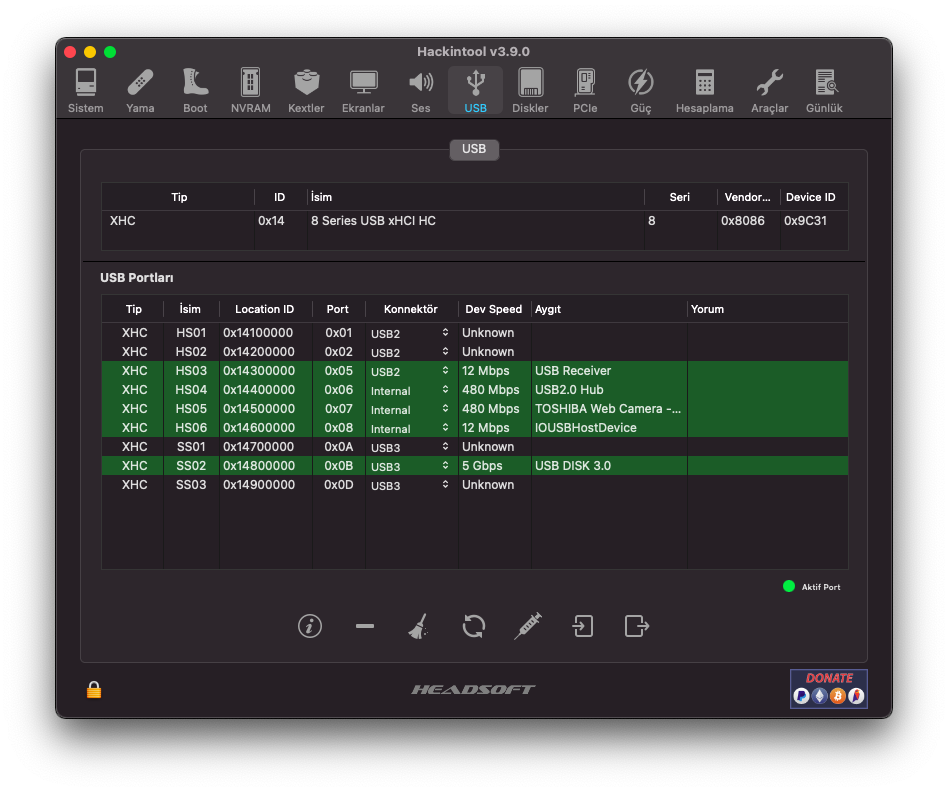 Hackintool v3.9.0
Sistem Yama Boot NVRAM Kextler Ekranlar Ses USB Diskler PCIe Güç Hesaplama Araçlar Günlük
USB
Tip ID İsim Seri Vendor... Device ID
XHC 0x14 8 Series USB xHCI HC 8 0x8086 0x9C31
USB Portları
Tip İsim Location ID Port Konnektör Dev Speed Aygıt Yorum
XHC HS01 0x14100000 0x01 USB2 Unknown
XHC HS02 0x14200000 0x02 USB2 Unknown
XHC HS03 0x14300000 0x05 USB2 12 Mbps USB Receiver
XHC HS04 0x14400000 0x06 Internal 480 Mbps USB2.0 Hub
XHC HS05 0x14500000 0x07 Internal 480 Mbps TOSHIBA Web Camera -...
XHC HS06 0x14600000 0x08 Internal 12 Mbps IOUSBHostDevice
XHC SS01 0x14700000 0x0A USB3 Unknown
XHC SS02 0x14800000 0x0B USB3 5 Gbps USB DISK 3.0
XHC SS03 0x14900000 0x0D USB3 Unknown
Aktif Port
HEADSOFT
DONATE